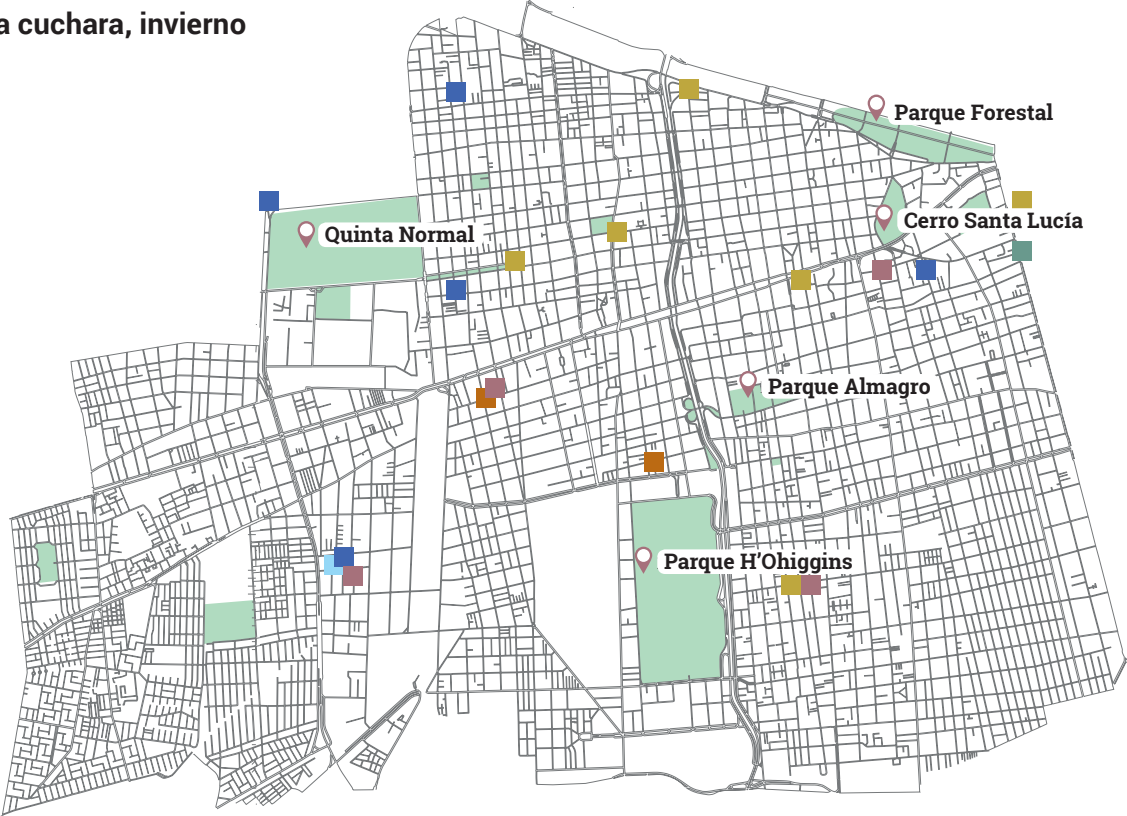 a cuchara, invierno
Parque Forestal
Cerro Santa Lucía
Quinta Normal
Parque Almagro
Parque H'Ohiggins